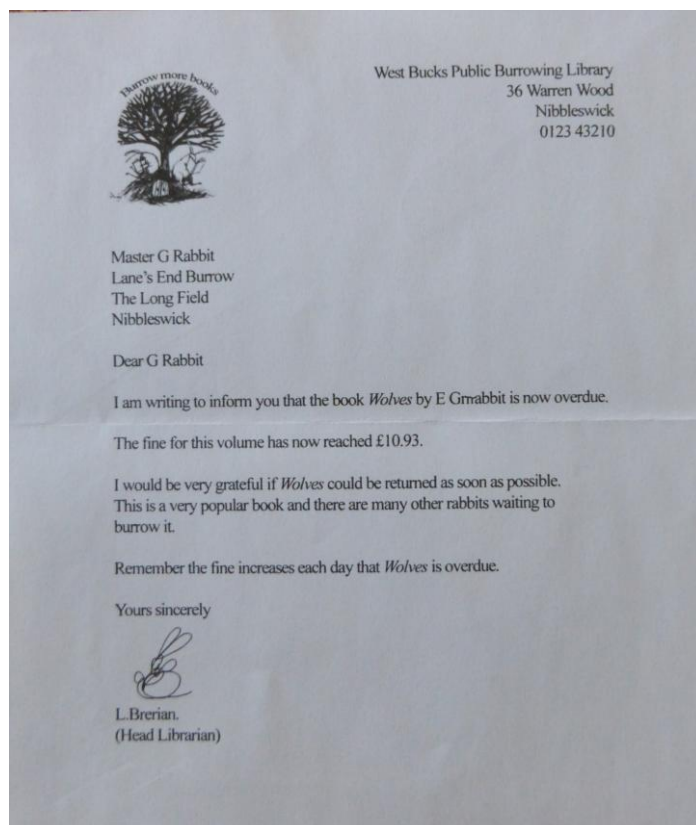 Burrow more books
West Bucks Public Burrowing Library
36 Warren Wood
Nibbleswick
0123 43210
Master G Rabbit
Lane's End Burrow
The Long Field
Nibbleswick
Dear G Rabbit
I am writing to inform you that the book Wolves by E Grrrabbit is now overdue.
The fine for this volume has now reached £10.93.
I would be very grateful if Wolves could be returned as soon as possible.
This is a very popular book and there are many other rabbits waiting to
burrow it.
Remember the fine increases each day that Wolves is overdue.
Yours sincerely
L.Brerian.
(Head Librarian)